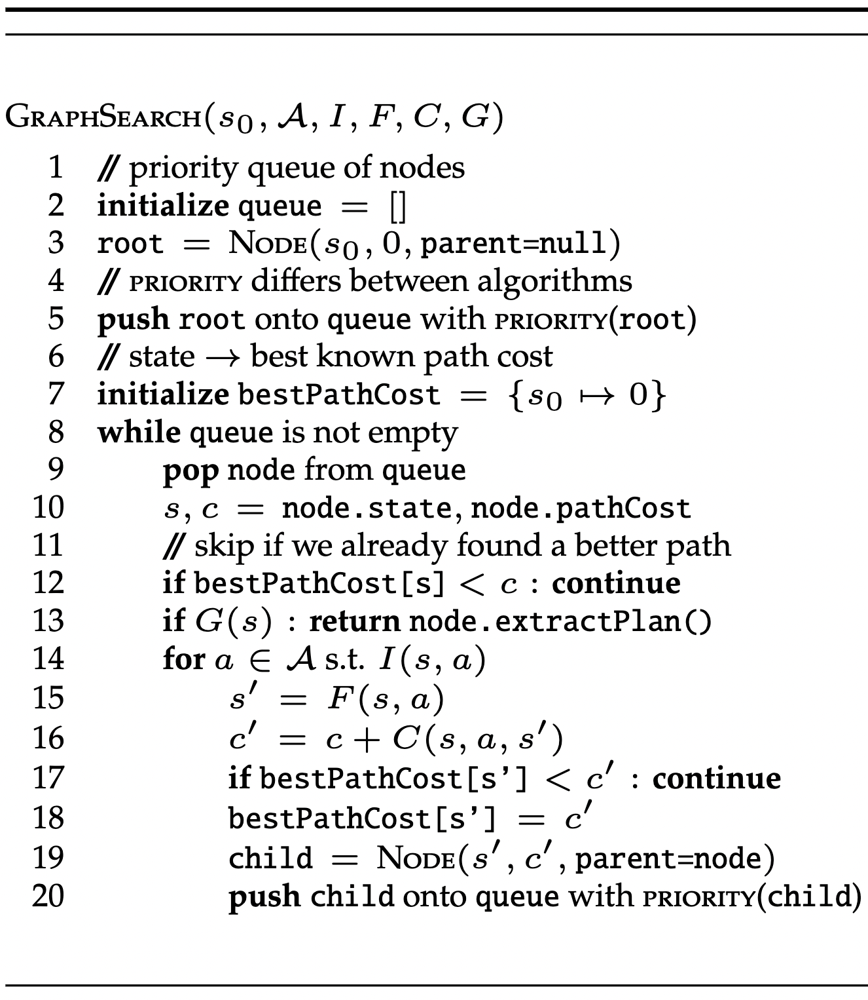 GRAPHSEARCH(s₀, 𝒜, I, F, C, G)
1 // priority queue of nodes
2 initialize queue = []
3 root = NODE(s₀, 0, parent=null)
4 // PRIORITY differs between algorithms
5 push root onto queue with PRIORITY(root)
6 // state → best known path cost
7 initialize bestPathCost = {s₀ ↦ 0}
8 while queue is not empty
9 pop node from queue
10 s, c = node.state, node.pathCost
11 // skip if we already found a better path
12 if bestPathCost[s] < c : continue
13 if G(s) : return node.extractPlan()
14 for a ∈ 𝒜 s.t. I(s, a)
15 s′ = F(s, a)
16 c′ = c + C(s, a, s′)
17 if bestPathCost[s’] < c′ : continue
18 bestPathCost[s’] = c′
19 child = NODE(s′, c′, parent=node)
20 push child onto queue with PRIORITY(child)